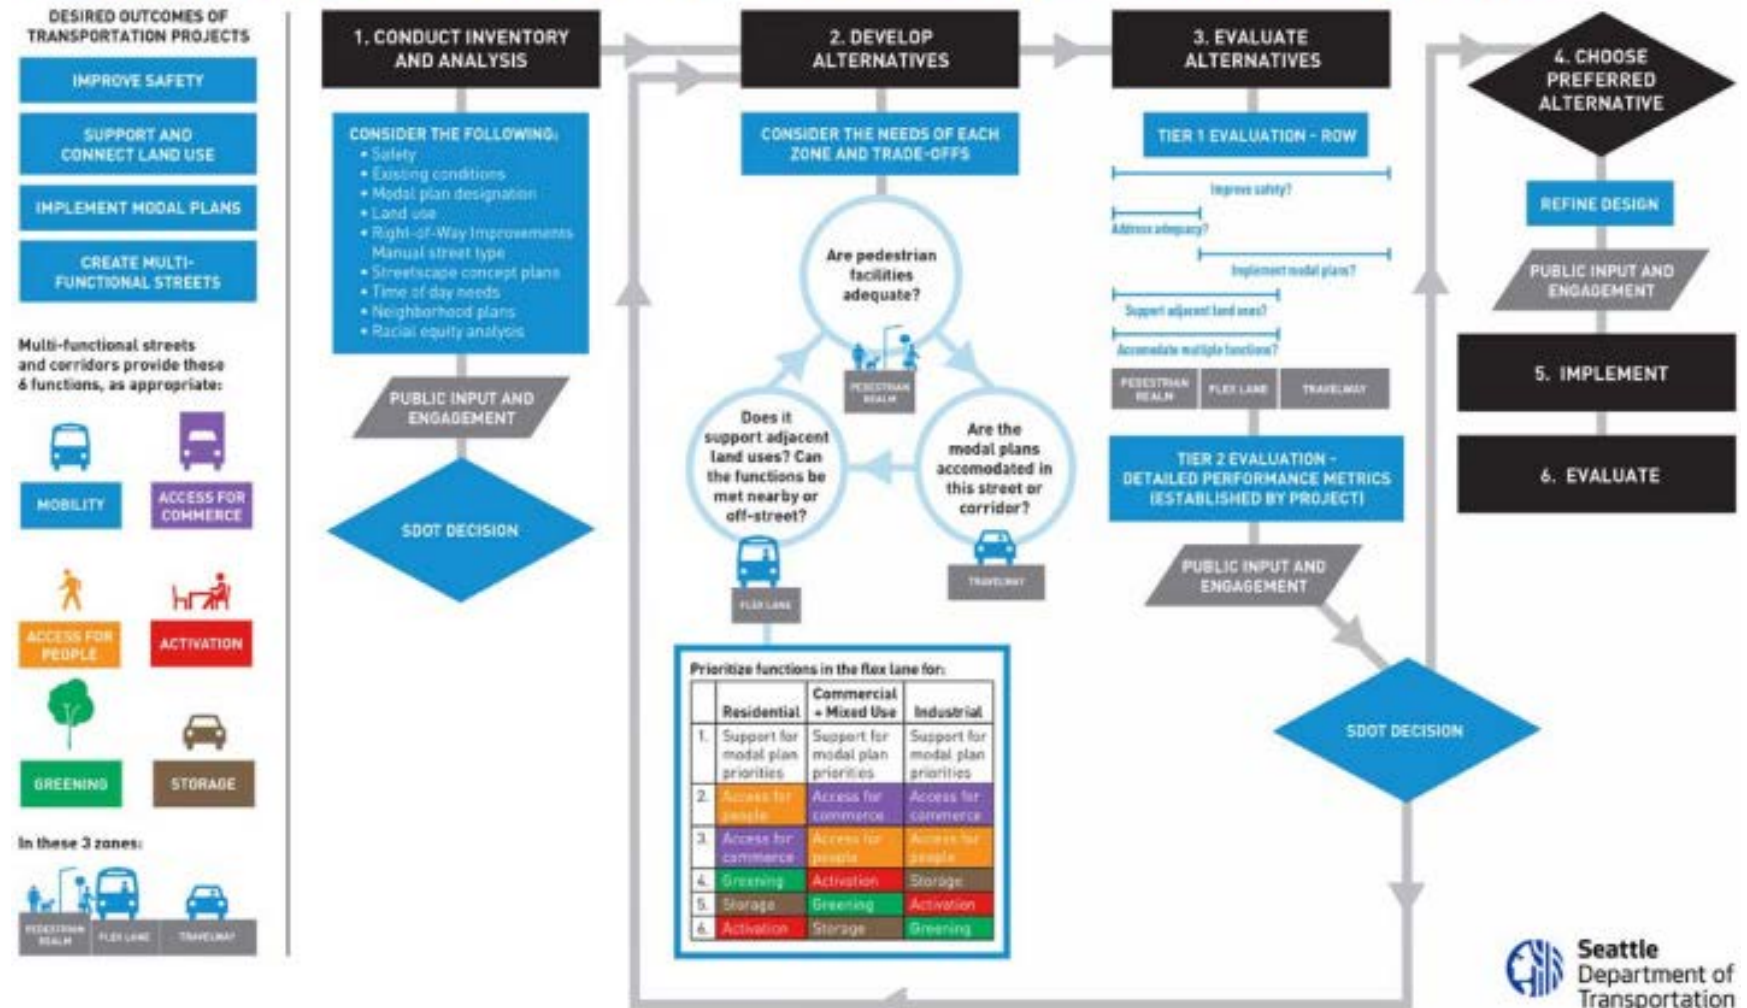 DESIRED OUTCOMES OF
TRANSPORTATION PROJECTS
IMPROVE SAFETY
SUPPORT AND
CONNECT LAND USE
IMPLEMENT MODAL PLANS
CREATE MULTI-
FUNCTIONAL STREETS
Multi-functional streets
and corridors provide these
6 functions, as appropriate:
MOBILITY
ACCESS FOR
COMMERCE
ACCESS FOR
PEOPLE
ACTIVATION
GREENING
STORAGE
In these 3 zones:
PEDESTRIAN
REALM
FLEX LANE
TRAVELWAY
1. CONDUCT INVENTORY
AND ANALYSIS
CONSIDER THE FOLLOWING:
• Safety
• Existing conditions
• Modal plan designation
• Land use
• Right-of-Way Improvements
Manual street type
• Streetscape concept plans
• Time of day needs
• Neighborhood plans
• Racial equity analysis
PUBLIC INPUT AND
ENGAGEMENT
SDOT DECISION
2. DEVELOP
ALTERNATIVES
CONSIDER THE NEEDS OF EACH
ZONE AND TRADE-OFFS
Are pedestrian
facilities
adequate?
PEDESTRIAN
REALM
Does it
support adjacent
land uses? Can
the functions be
met nearby or
off-street?
FLEX LANE
Are the
modal plans
accomodated in
this street or
corridor?
TRAVELWAY
Prioritize functions in the flex lane for:
Residential
Commercial
+ Mixed Use
Industrial
1. Support for modal plan priorities
Support for modal plan priorities
Support for modal plan priorities
2. Access for people
Access for commerce
Access for commerce
3. Access for commerce
Access for people
Access for people
4. Greening
Activation
Storage
5. Storage
Greening
Activation
6. Activation
Storage
Greening
3. EVALUATE
ALTERNATIVES
TIER 1 EVALUATION - ROW
Improve safety?
Address adequacy?
Implement modal plans?
Support adjacent land uses?
Accomodate multiple functions?
PEDESTRIAN
REALM
FLEX LANE
TRAVELWAY
TIER 2 EVALUATION -
DETAILED PERFORMANCE METRICS
(ESTABLISHED BY PROJECT)
PUBLIC INPUT AND
ENGAGEMENT
SDOT DECISION
4. CHOOSE
PREFERRED
ALTERNATIVE
REFINE DESIGN
PUBLIC INPUT AND
ENGAGEMENT
5. IMPLEMENT
6. EVALUATE
Seattle
Department of
Transportation